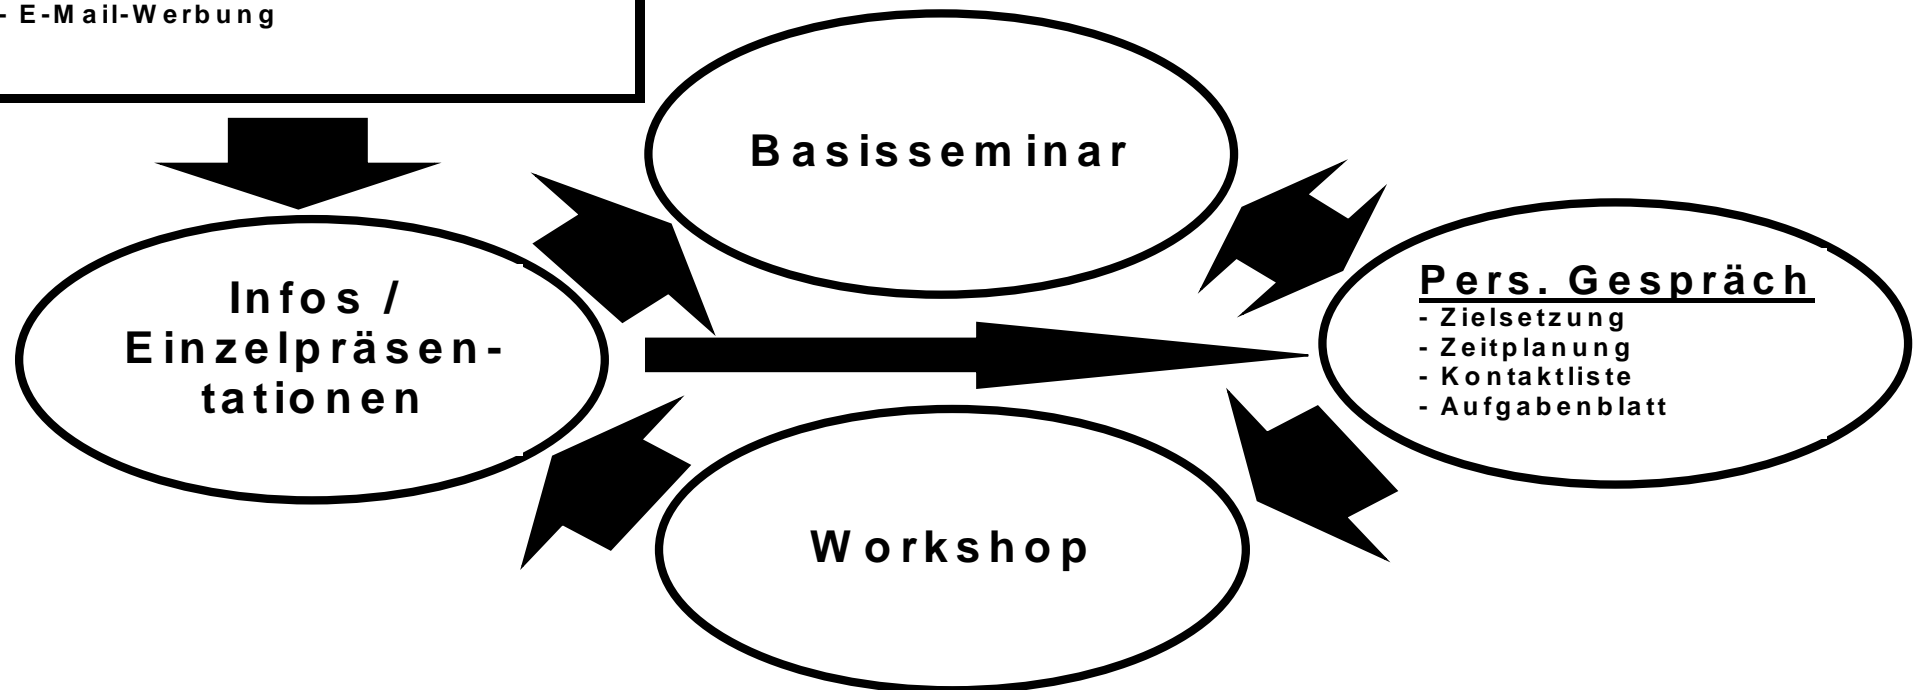 - E-Mail-Werbung
Basisseminar
Infos /
Einzelpräsen-
tationen
Pers. Gespräch
- Zielsetzung
- Zeitplanung
- Kontaktliste
- Aufgabenblatt
Workshop